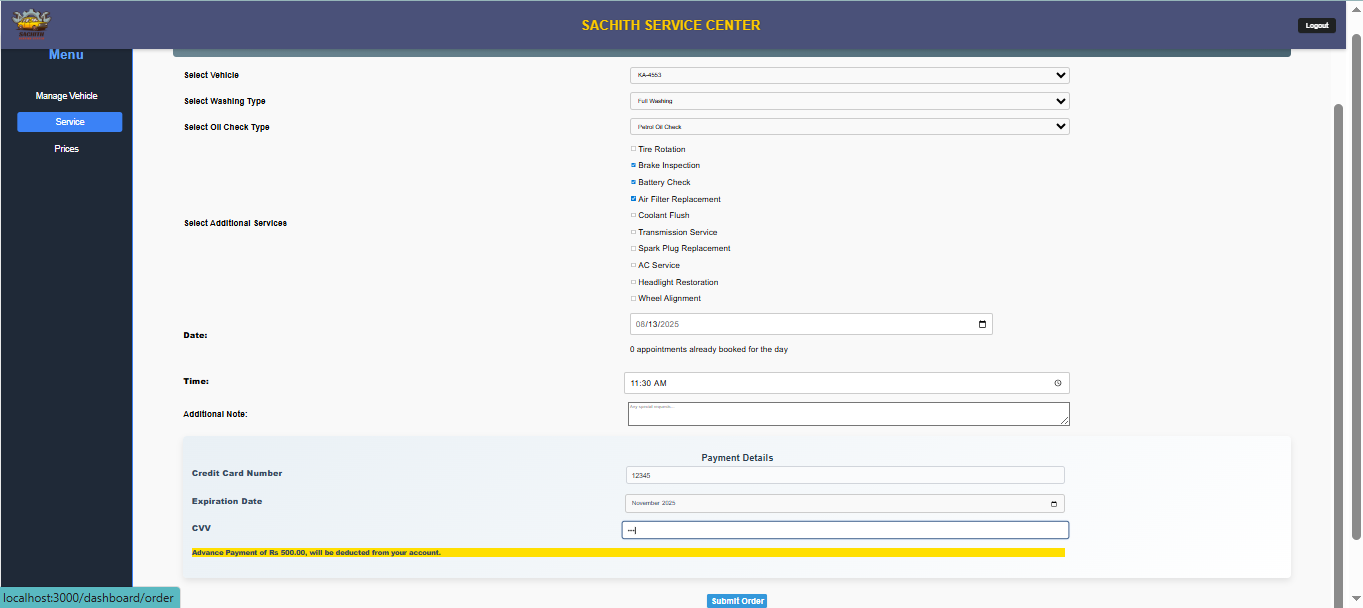 SACHITH
SACHITH SERVICE CENTER
Logout
Menu
Manage Vehicle
Service
Prices
Select Vehicle
KA-4553
Select Washing Type
Full Washing
Select Oil Check Type
Petrol Oil Check
Select Additional Services
Tire Rotation
Brake Inspection
Battery Check
Air Filter Replacement
Coolant Flush
Transmission Service
Spark Plug Replacement
AC Service
Headlight Restoration
Wheel Alignment
Date:
08/13/2025
0 appointments already booked for the day
Time:
11:30 AM
Additional Note:
Any special requests...
Payment Details
Credit Card Number
12345
Expiration Date
November 2025
CVV
•••
Advance Payment of Rs 500.00, will be deducted from your account.
Submit Order
localhost:3000/dashboard/order